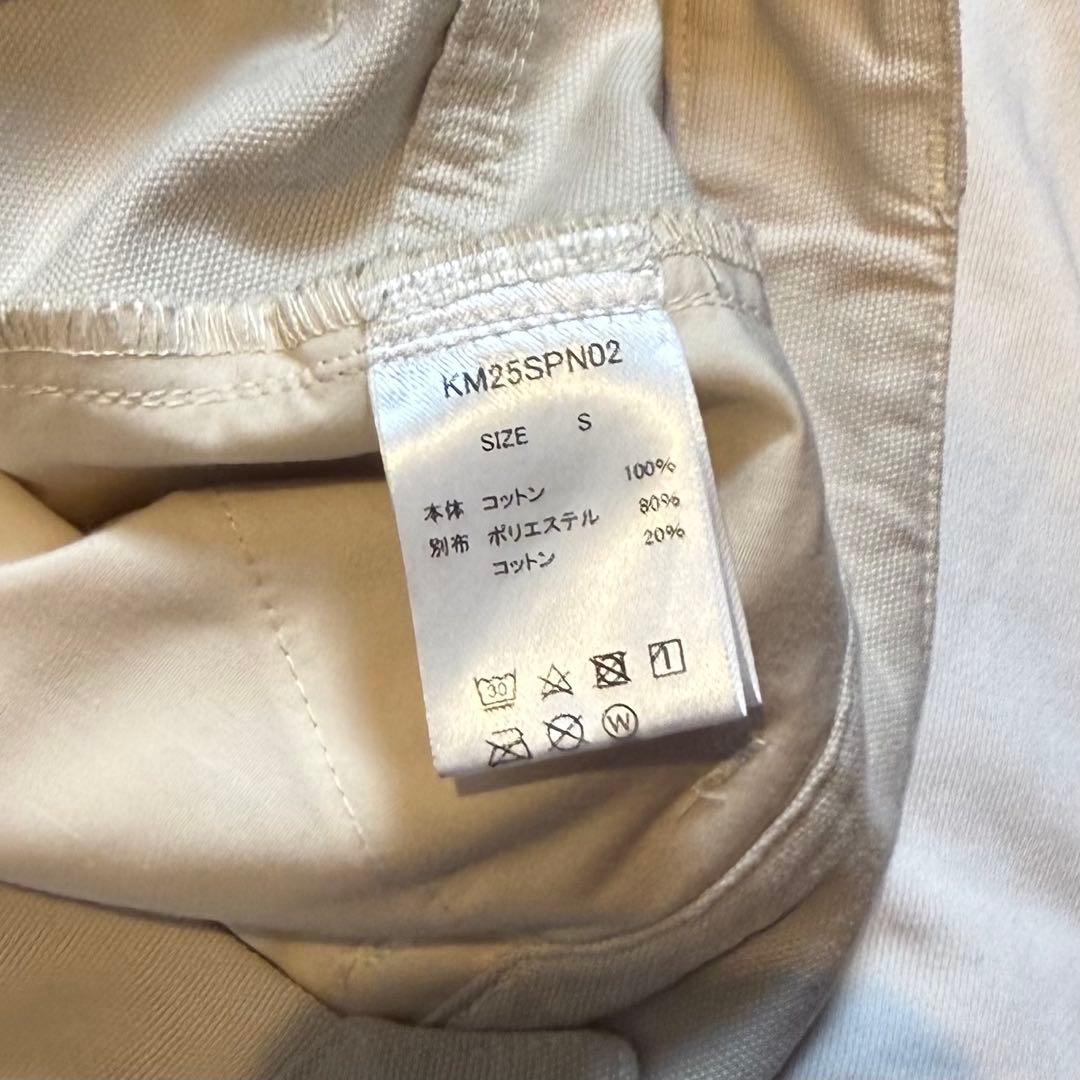 KM25SPN02
SIZE S
本体 コットン 100%
別布 ポリエステル 80%
コットン 20%
30
W